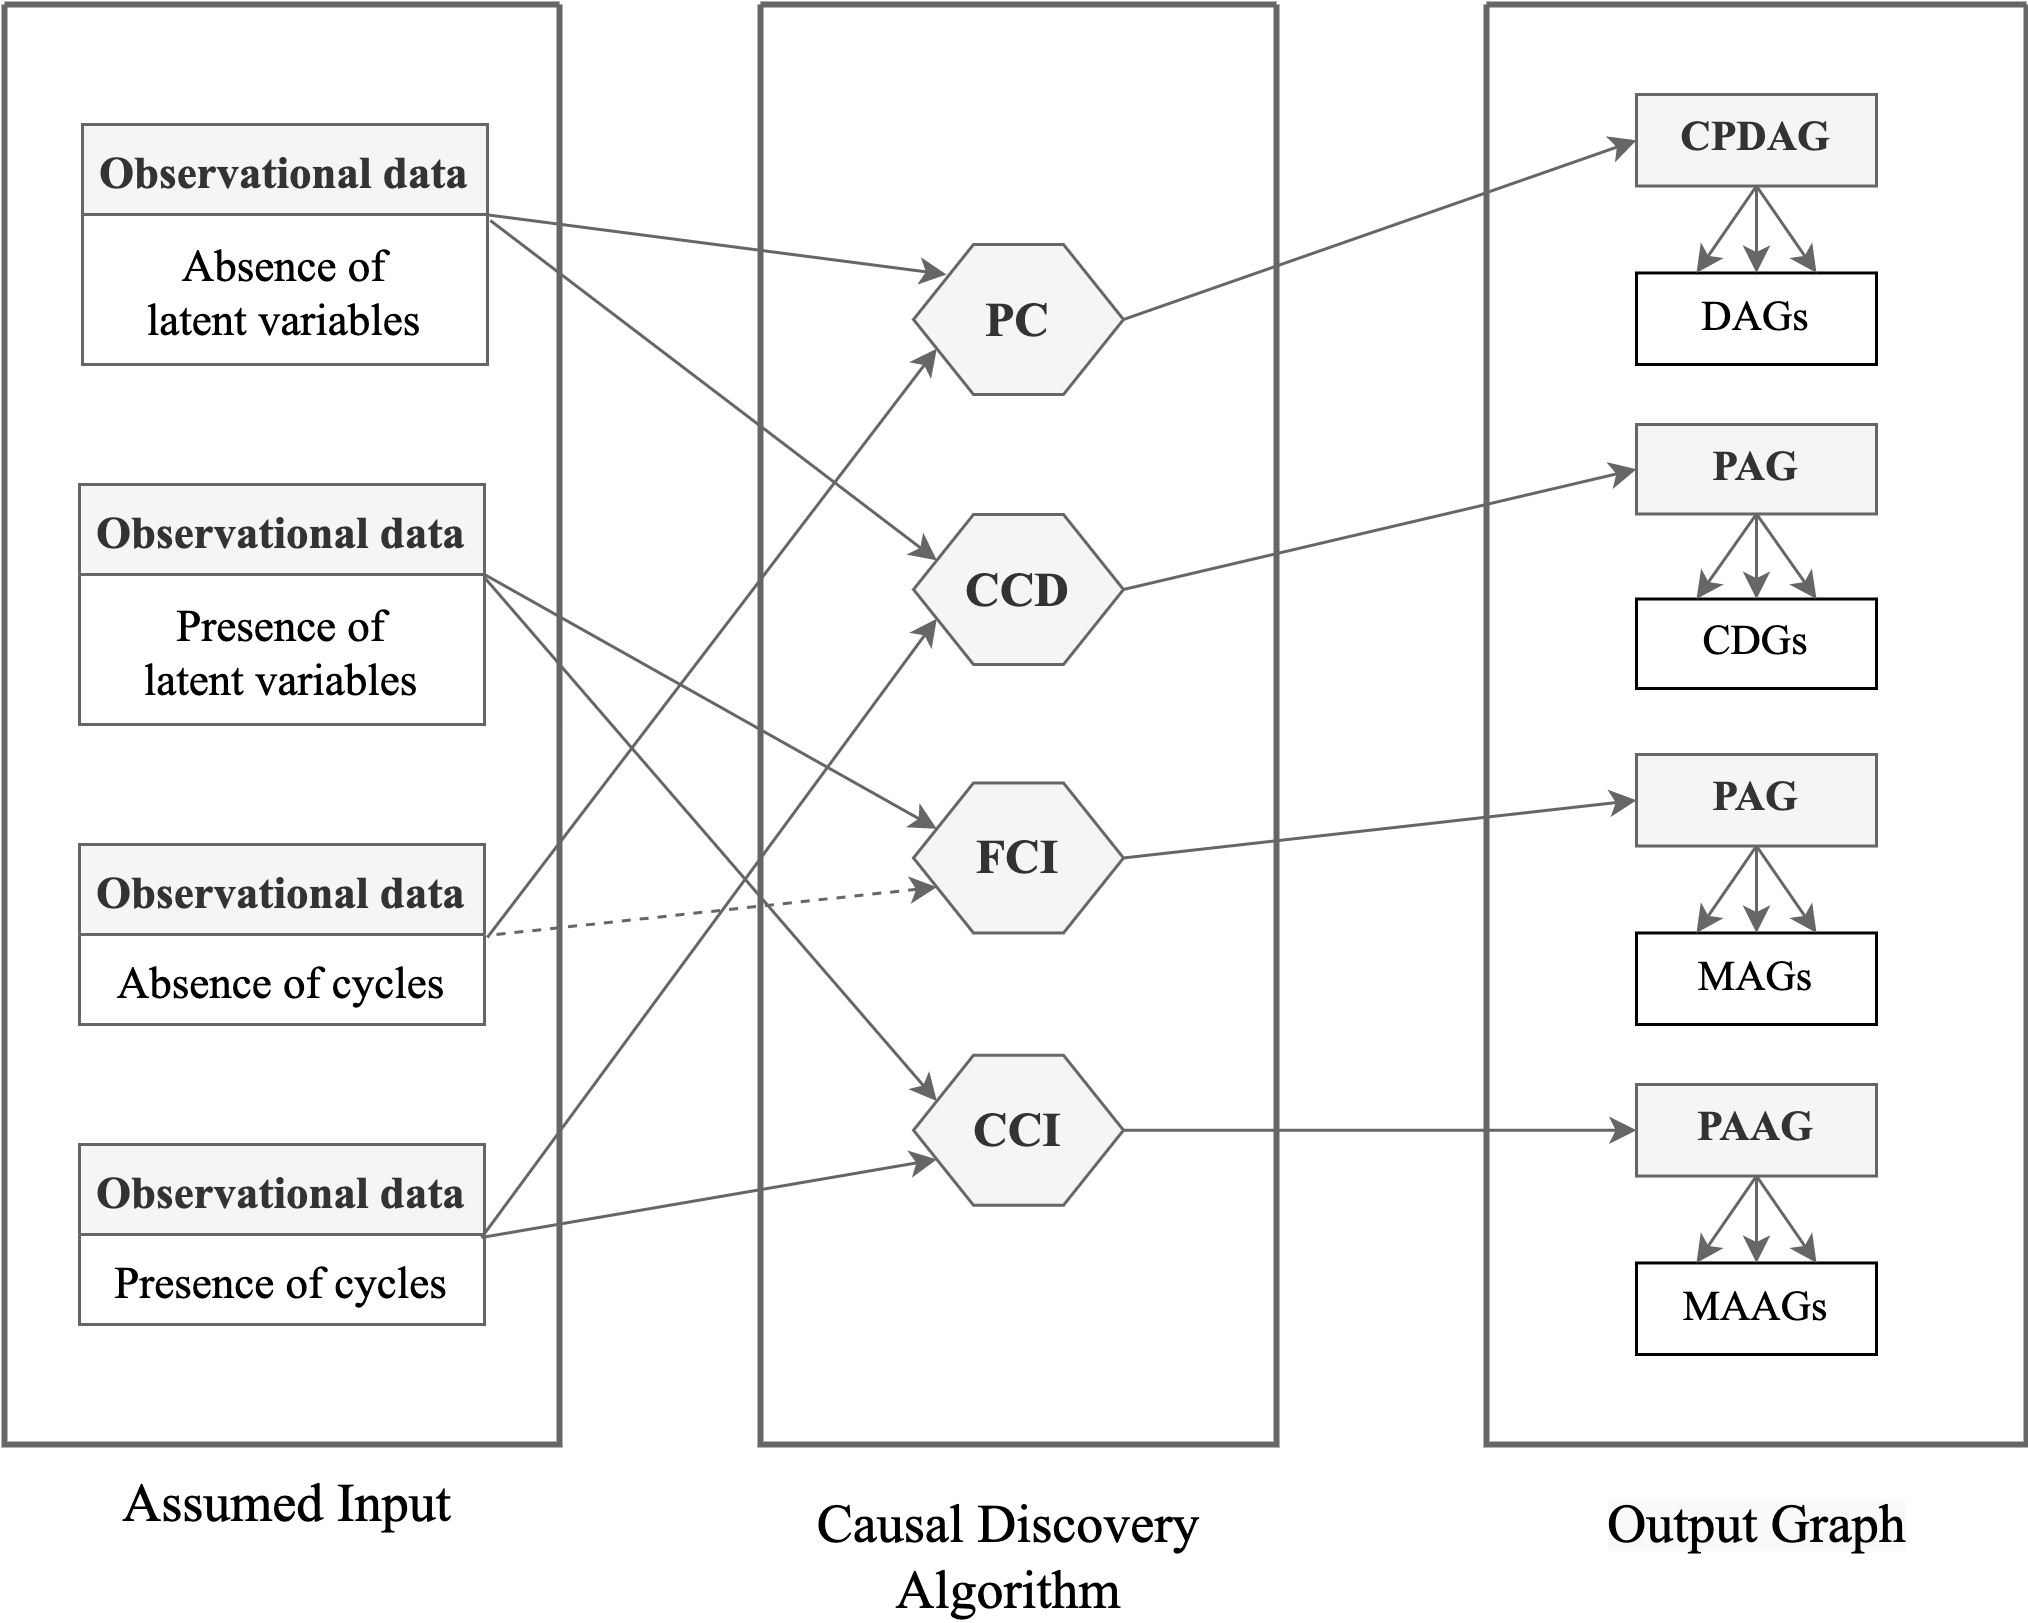 Observational data
Absence of
latent variables
Observational data
Presence of
latent variables
Observational data
Absence of cycles
Observational data
Presence of cycles
Assumed Input
PC
CCD
FCI
CCI
Causal Discovery
Algorithm
CPDAG
DAGs
PAG
CDGs
PAG
MAGs
PAAG
MAAGs
Output Graph